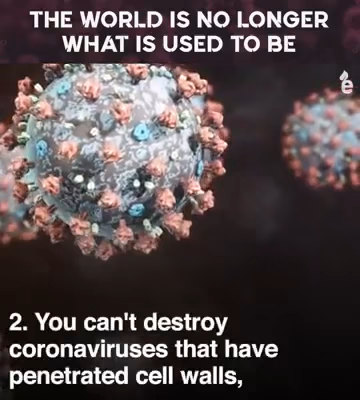 THE WORLD IS NO LONGER
WHAT IS USED TO BE
e
2. You can't destroy
coronaviruses that have
penetrated cell walls,